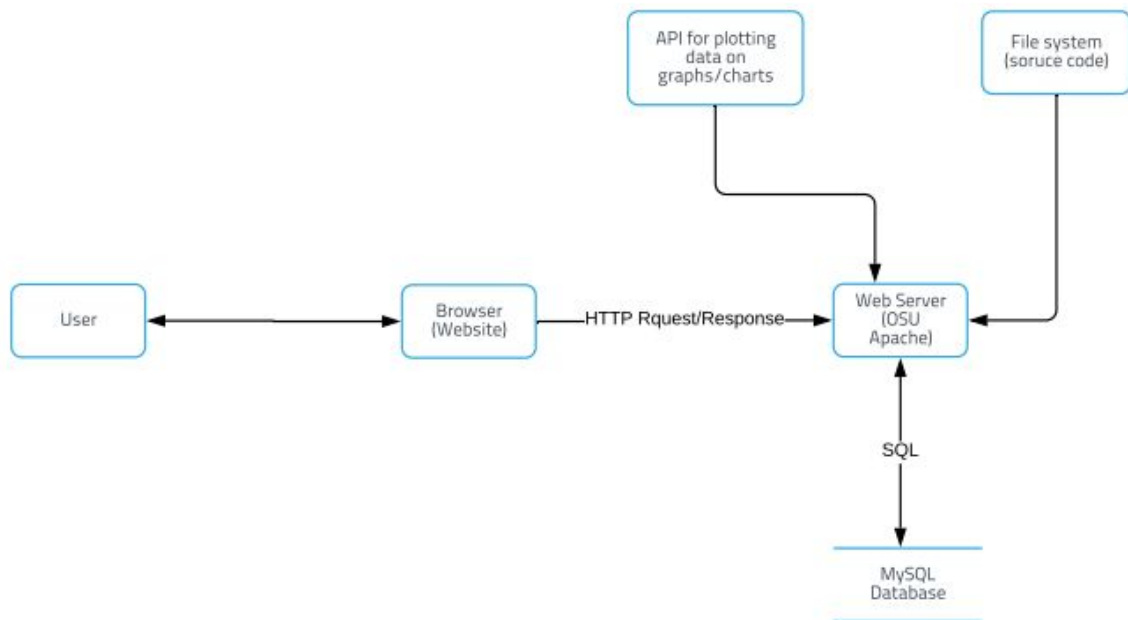 API for plotting
data on
graphs/charts
File system
(soruce code)
User
Browser
(Website)
HTTP Rquest/Response
Web Server
(OSU
Apache)
SQL
MySQL
Database